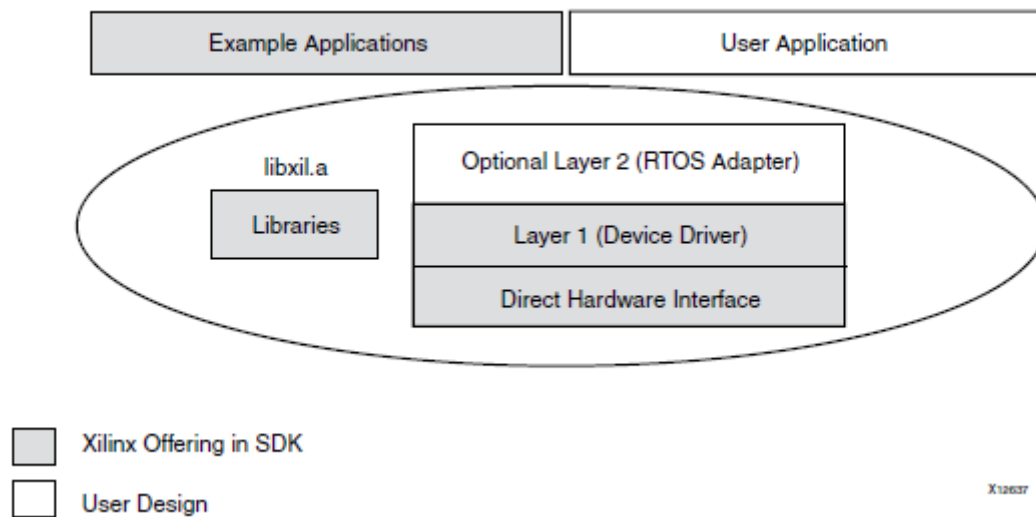 Example Applications
User Application
libxil.a
Libraries
Optional Layer 2 (RTOS Adapter)
Layer 1 (Device Driver)
Direct Hardware Interface
Xilinx Offering in SDK
User Design
X12637